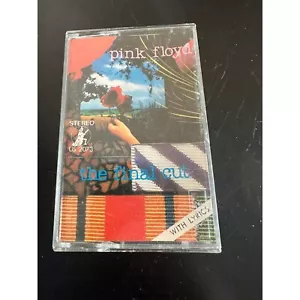 pink floyd
STEREO
the final cut
WITH LYRICS